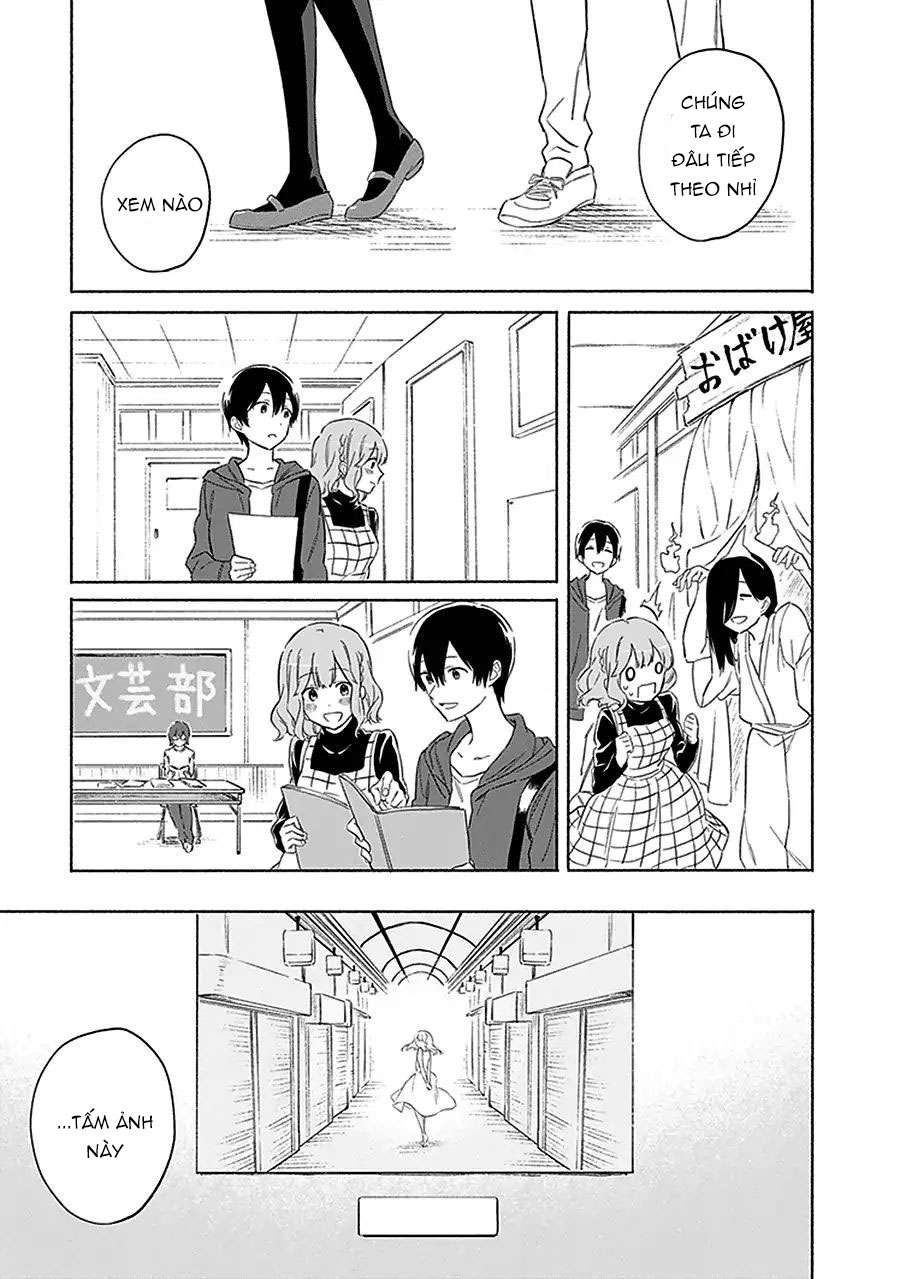 CHÚNG
TA ĐI
ĐÂU TIẾP
THEO NHỈ
XEM NÀO
おばけ屋
文芸部
...TẤM ẢNH
NÀY